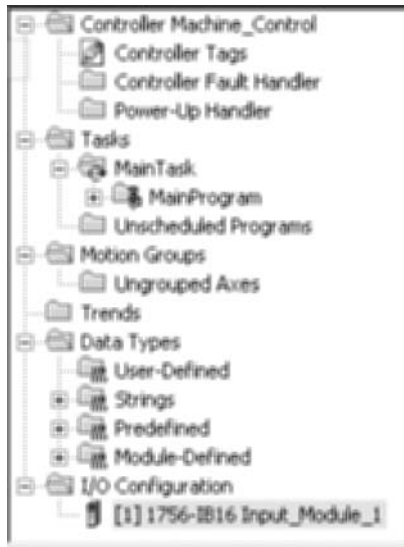 Controller Machine_Control
Controller Tags
Controller Fault Handler
Power-Up Handler
Tasks
MainTask
MainProgram
Unscheduled Programs
Motion Groups
Ungrouped Axes
Trends
Data Types
User-Defined
Strings
Predefined
Module-Defined
I/O Configuration
[1] 1756-IB16 Input_Module_1